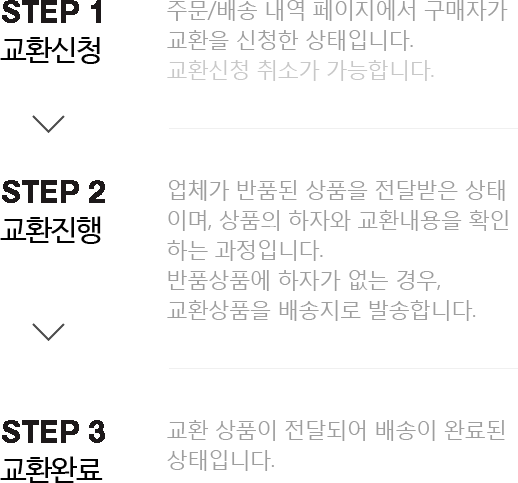 STEP 1
교환신청
주문/배송 내역 페이지에서 구매자가
교환을 신청한 상태입니다.
교환신청 취소가 가능합니다.
STEP 2
교환진행
업체가 반품된 상품을 전달받은 상태
이며, 상품의 하자와 교환내용을 확인
하는 과정입니다.
반품상품에 하자가 없는 경우,
교환상품을 배송지로 발송합니다.
STEP 3
교환완료
교환 상품이 전달되어 배송이 완료된
상태입니다.